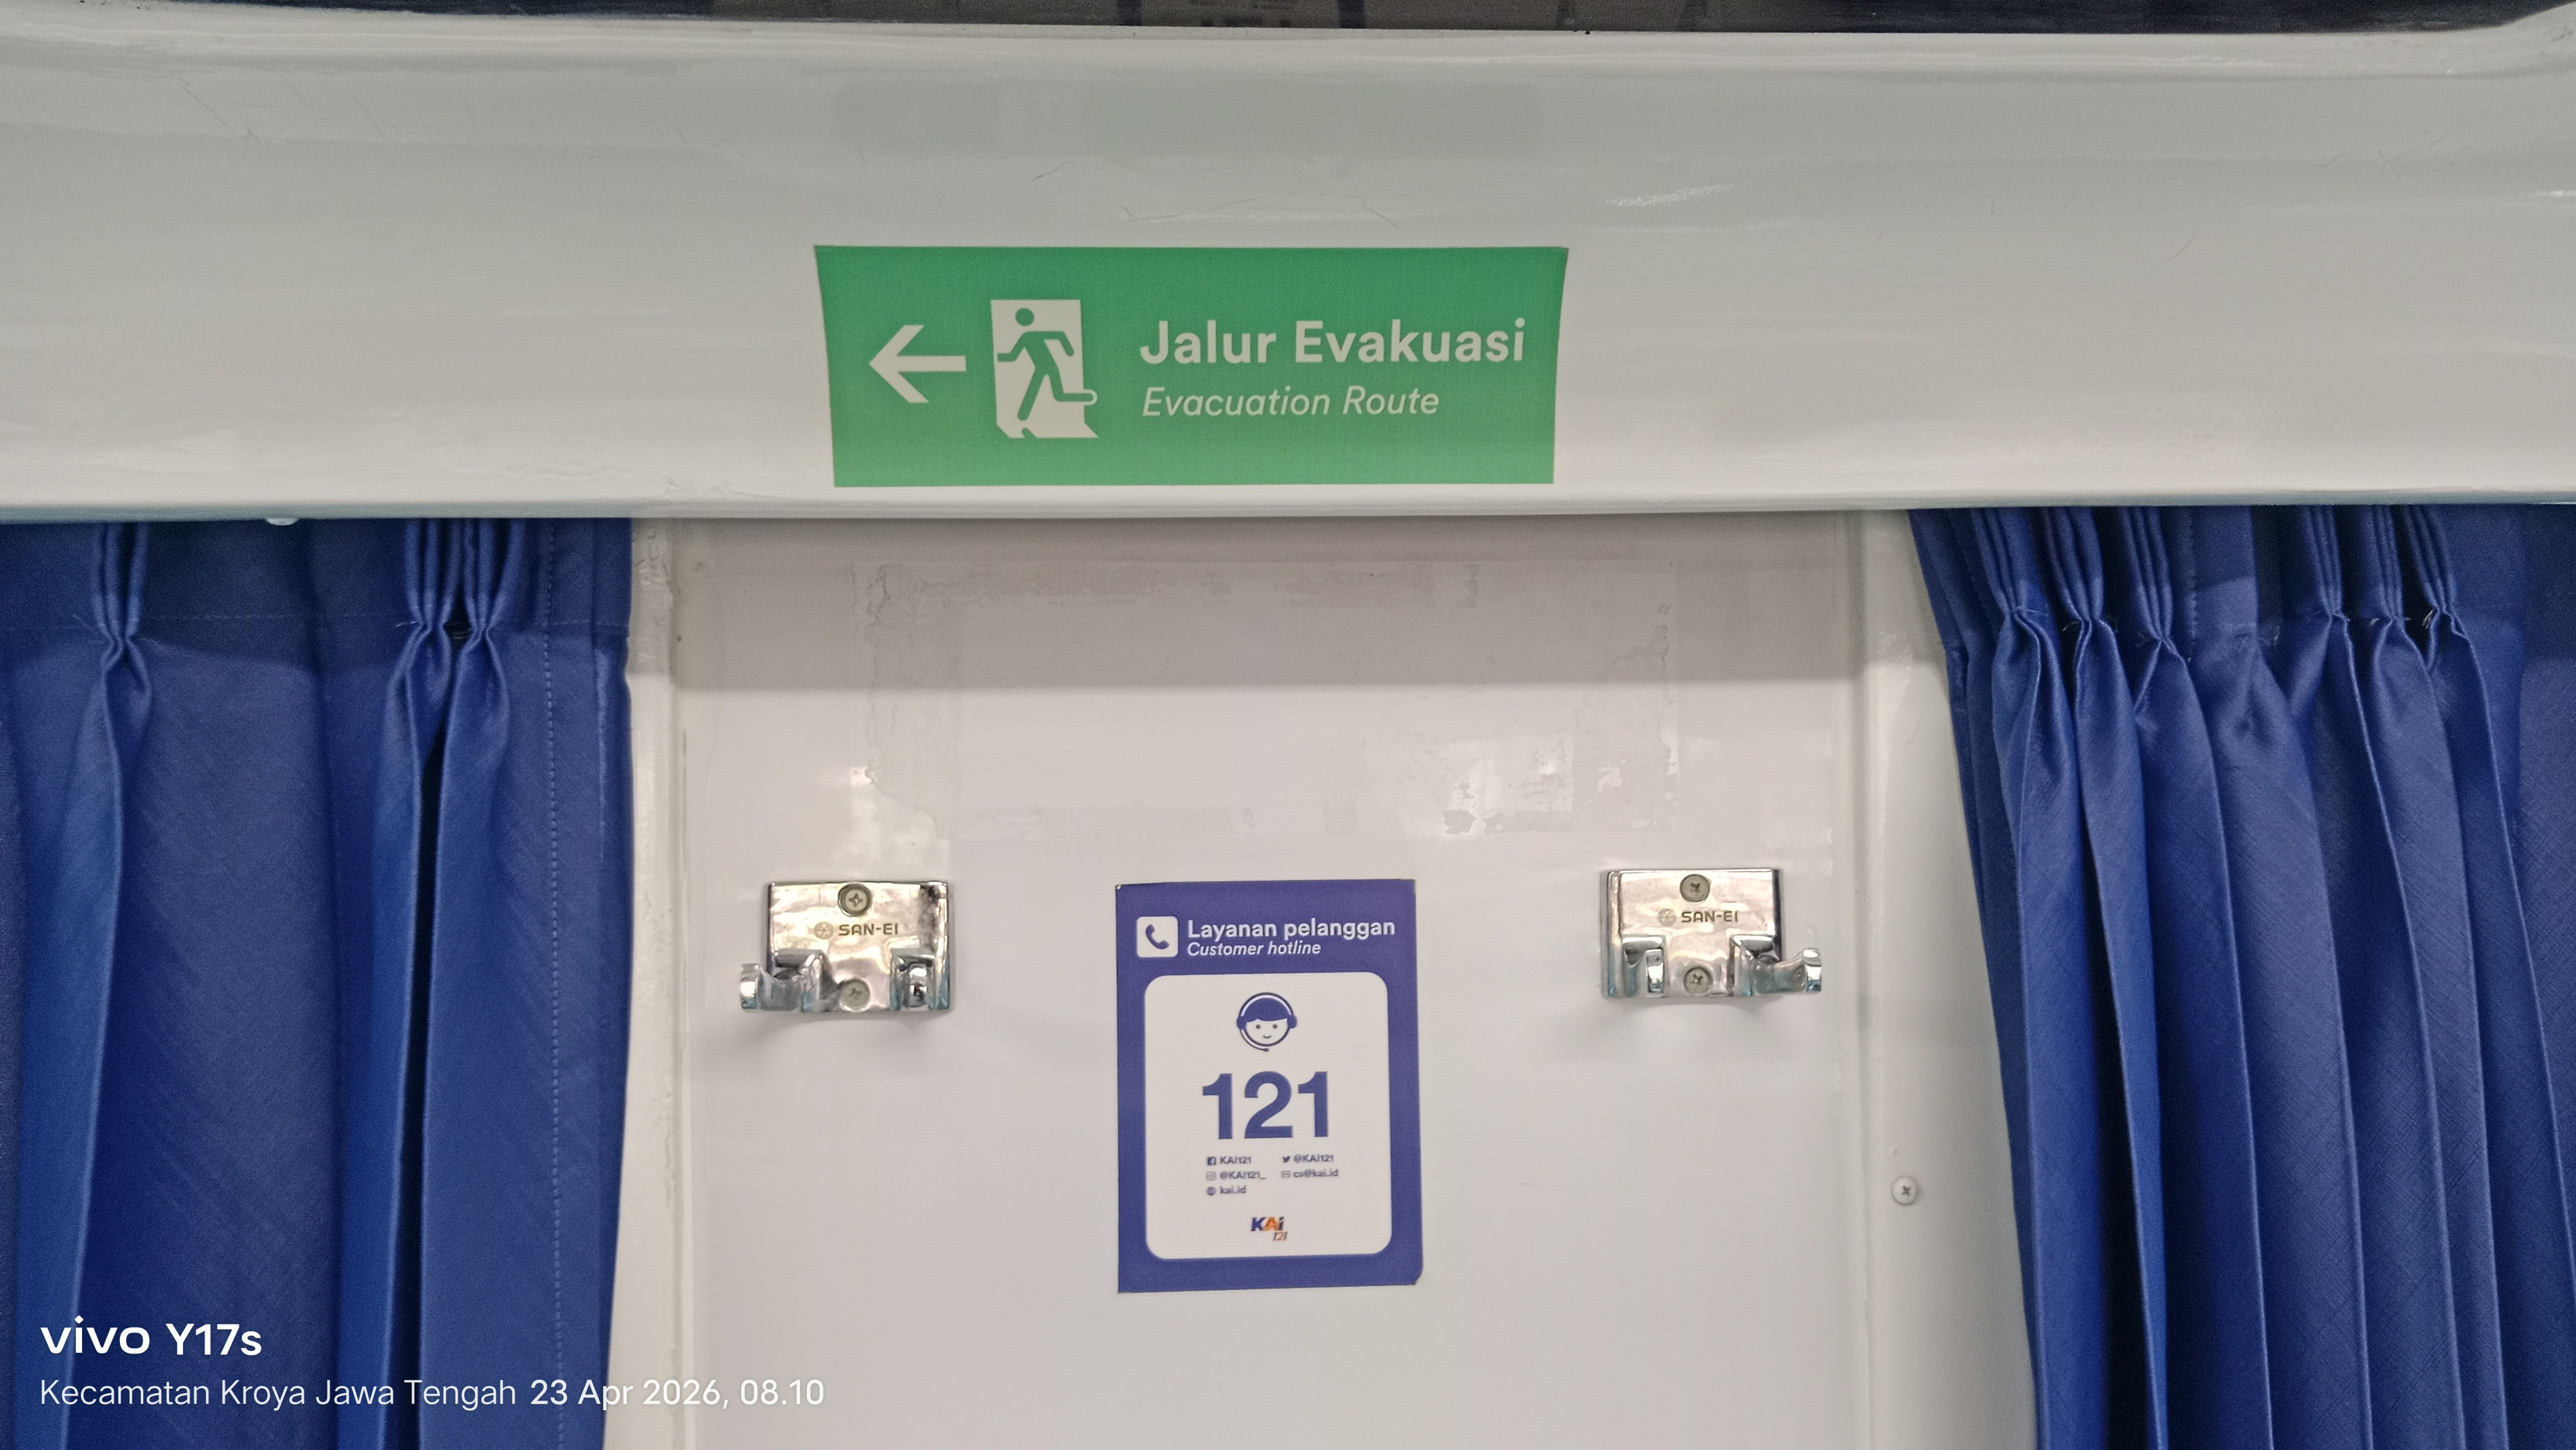 Jalur Evakuasi
Evacuation Route
SAN-EI
SAN-EI
Layanan pelanggan
Customer hotline
121
KAI121 @KAI121
@KAI121_ cs@kai.id
kai.id
KAI
121
vivo Y17s
Kecamatan Kroya Jawa Tengah 23 Apr 2026, 08.10